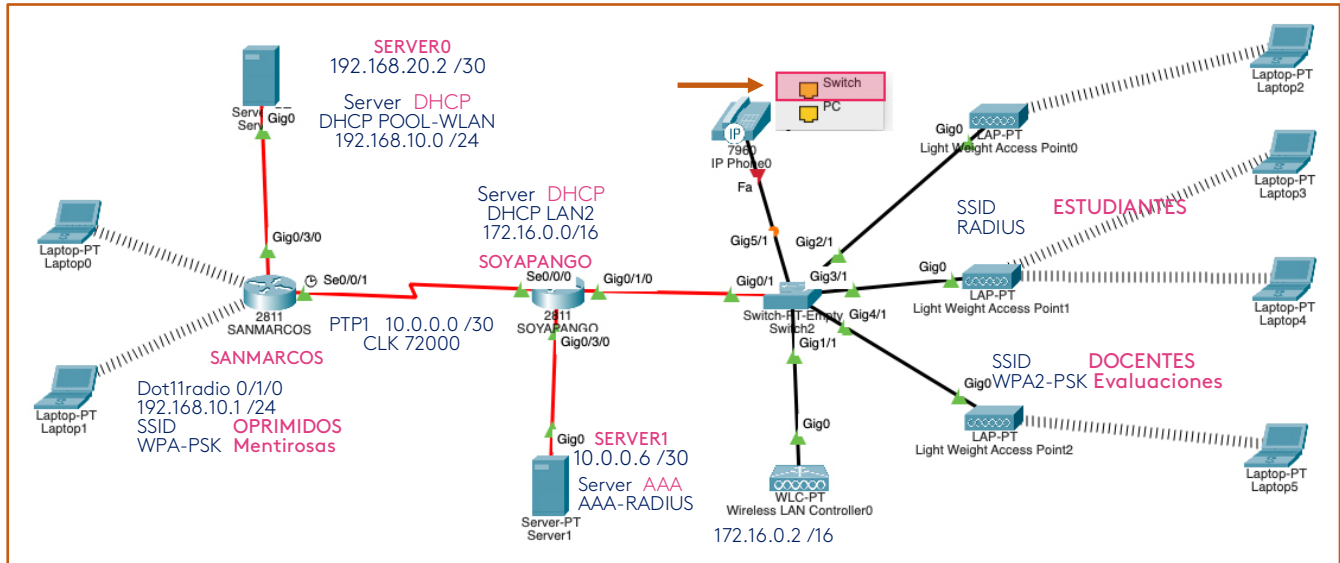 SERVER0
192.168.20.2 /30
Server DHCP
DHCP POOL-WLAN
192.168.10.0 /24
Gig0
Switch
PC
IP
7960
IP Phone0
Fa
Laptop-PT
Laptop2
Gig0
LAP-PT
Light Weight Access Point0
Laptop-PT
Laptop3
Server DHCP
DHCP LAN2
172.16.0.0/16
SOYAPANGO
SSID ESTUDIANTES
RADIUS
Laptop-PT
Laptop0
Gig0/3/0
Se0/0/1
2811
SANMARCOS
PTP1 10.0.0.0 /30
CLK 72000
Se0/0/0
Gig0/1/0
2811
SOYAPANGO
Gig0/3/0
Gig5/1
Gig2/1
Gig0/1
Gig3/1
Switch-PT-Empty
Switch2
Gig4/1
Gig1/1
Gig0
LAP-PT
Light Weight Access Point1
Laptop-PT
Laptop4
SANMARCOS
Dot11radio 0/1/0
192.168.10.1 /24
SSID OPRIMIDOS
WPA-PSK Mentirosas
Laptop-PT
Laptop1
SSID DOCENTES
WPA2-PSK Evaluaciones
Gig0
LAP-PT
Light Weight Access Point2
Laptop-PT
Laptop5
Gig0
SERVER1
10.0.0.6 /30
Server AAA
AAA-RADIUS
Server-PT
Server1
Gig0
WLC-PT
Wireless LAN Controller0
172.16.0.2 /16